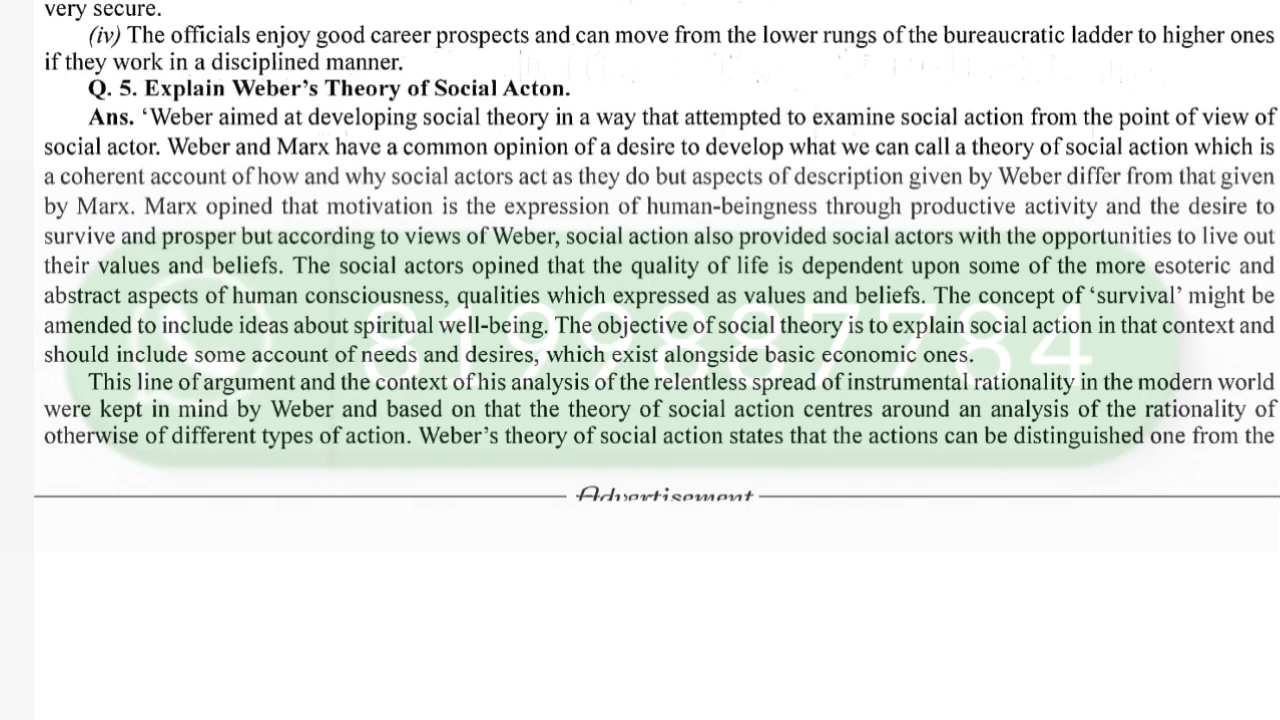 very secure.
(iv) The officials enjoy good career prospects and can move from the lower rungs of the bureaucratic ladder to higher ones
if they work in a disciplined manner.
Q. 5. Explain Weber's Theory of Social Acton.
Ans. ‘Weber aimed at developing social theory in a way that attempted to examine social action from the point of view of
social actor. Weber and Marx have a common opinion of a desire to develop what we can call a theory of social action which is
a coherent account of how and why social actors act as they do but aspects of description given by Weber differ from that given
by Marx. Marx opined that motivation is the expression of human-beingness through productive activity and the desire to
survive and prosper but according to views of Weber, social action also provided social actors with the opportunities to live out
their values and beliefs. The social actors opined that the quality of life is dependent upon some of the more esoteric and
abstract aspects of human consciousness, qualities which expressed as values and beliefs. The concept of ‘survival’ might be
amended to include ideas about spiritual well-being. The objective of social theory is to explain social action in that context and
should include some account of needs and desires, which exist alongside basic economic ones.
8199887784
This line of argument and the context of his analysis of the relentless spread of instrumental rationality in the modern world
were kept in mind by Weber and based on that the theory of social action centres around an analysis of the rationality of
otherwise of different types of action. Weber's theory of social action states that the actions can be distinguished one from the
Advertisement